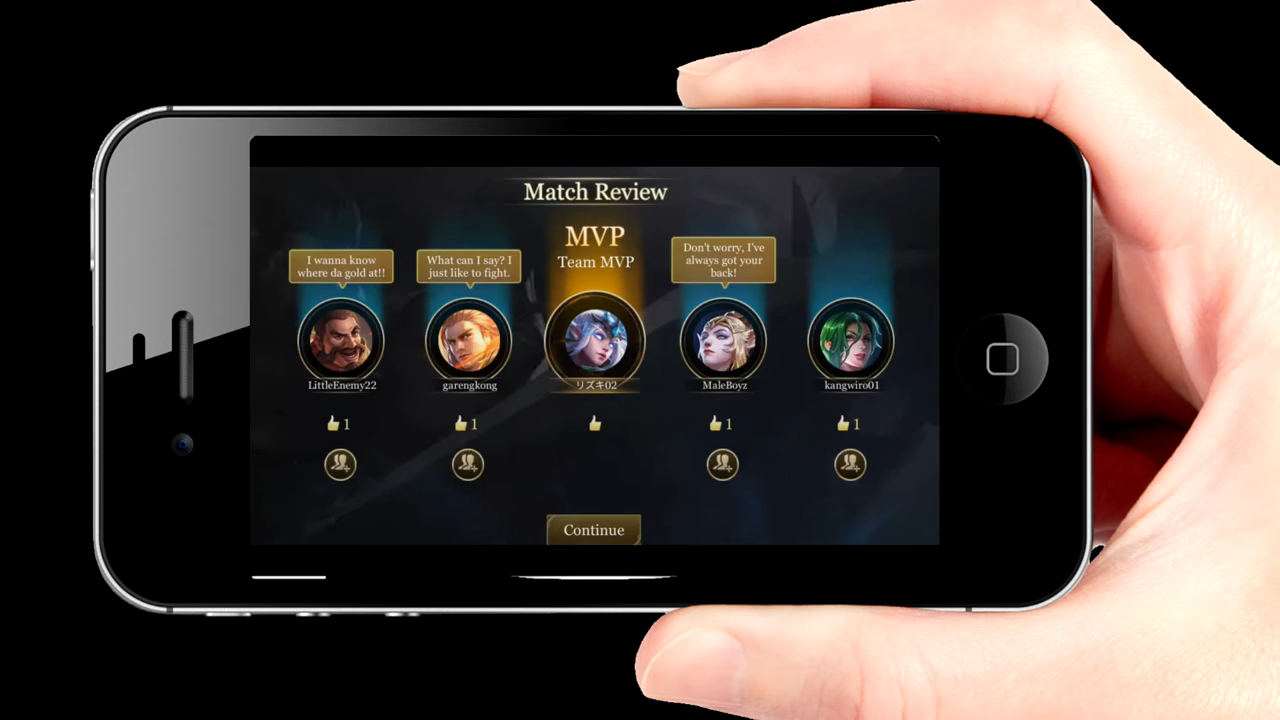 Match Review
MVP
Team MVP
I wanna know
where da gold at!!
What can I say? I
just like to fight.
Don't worry, I've
always got your
back!
LittleEnemy22
garengkong
リズキ02
MaleBoyz
kangwiro01
1
1
1
1
Continue